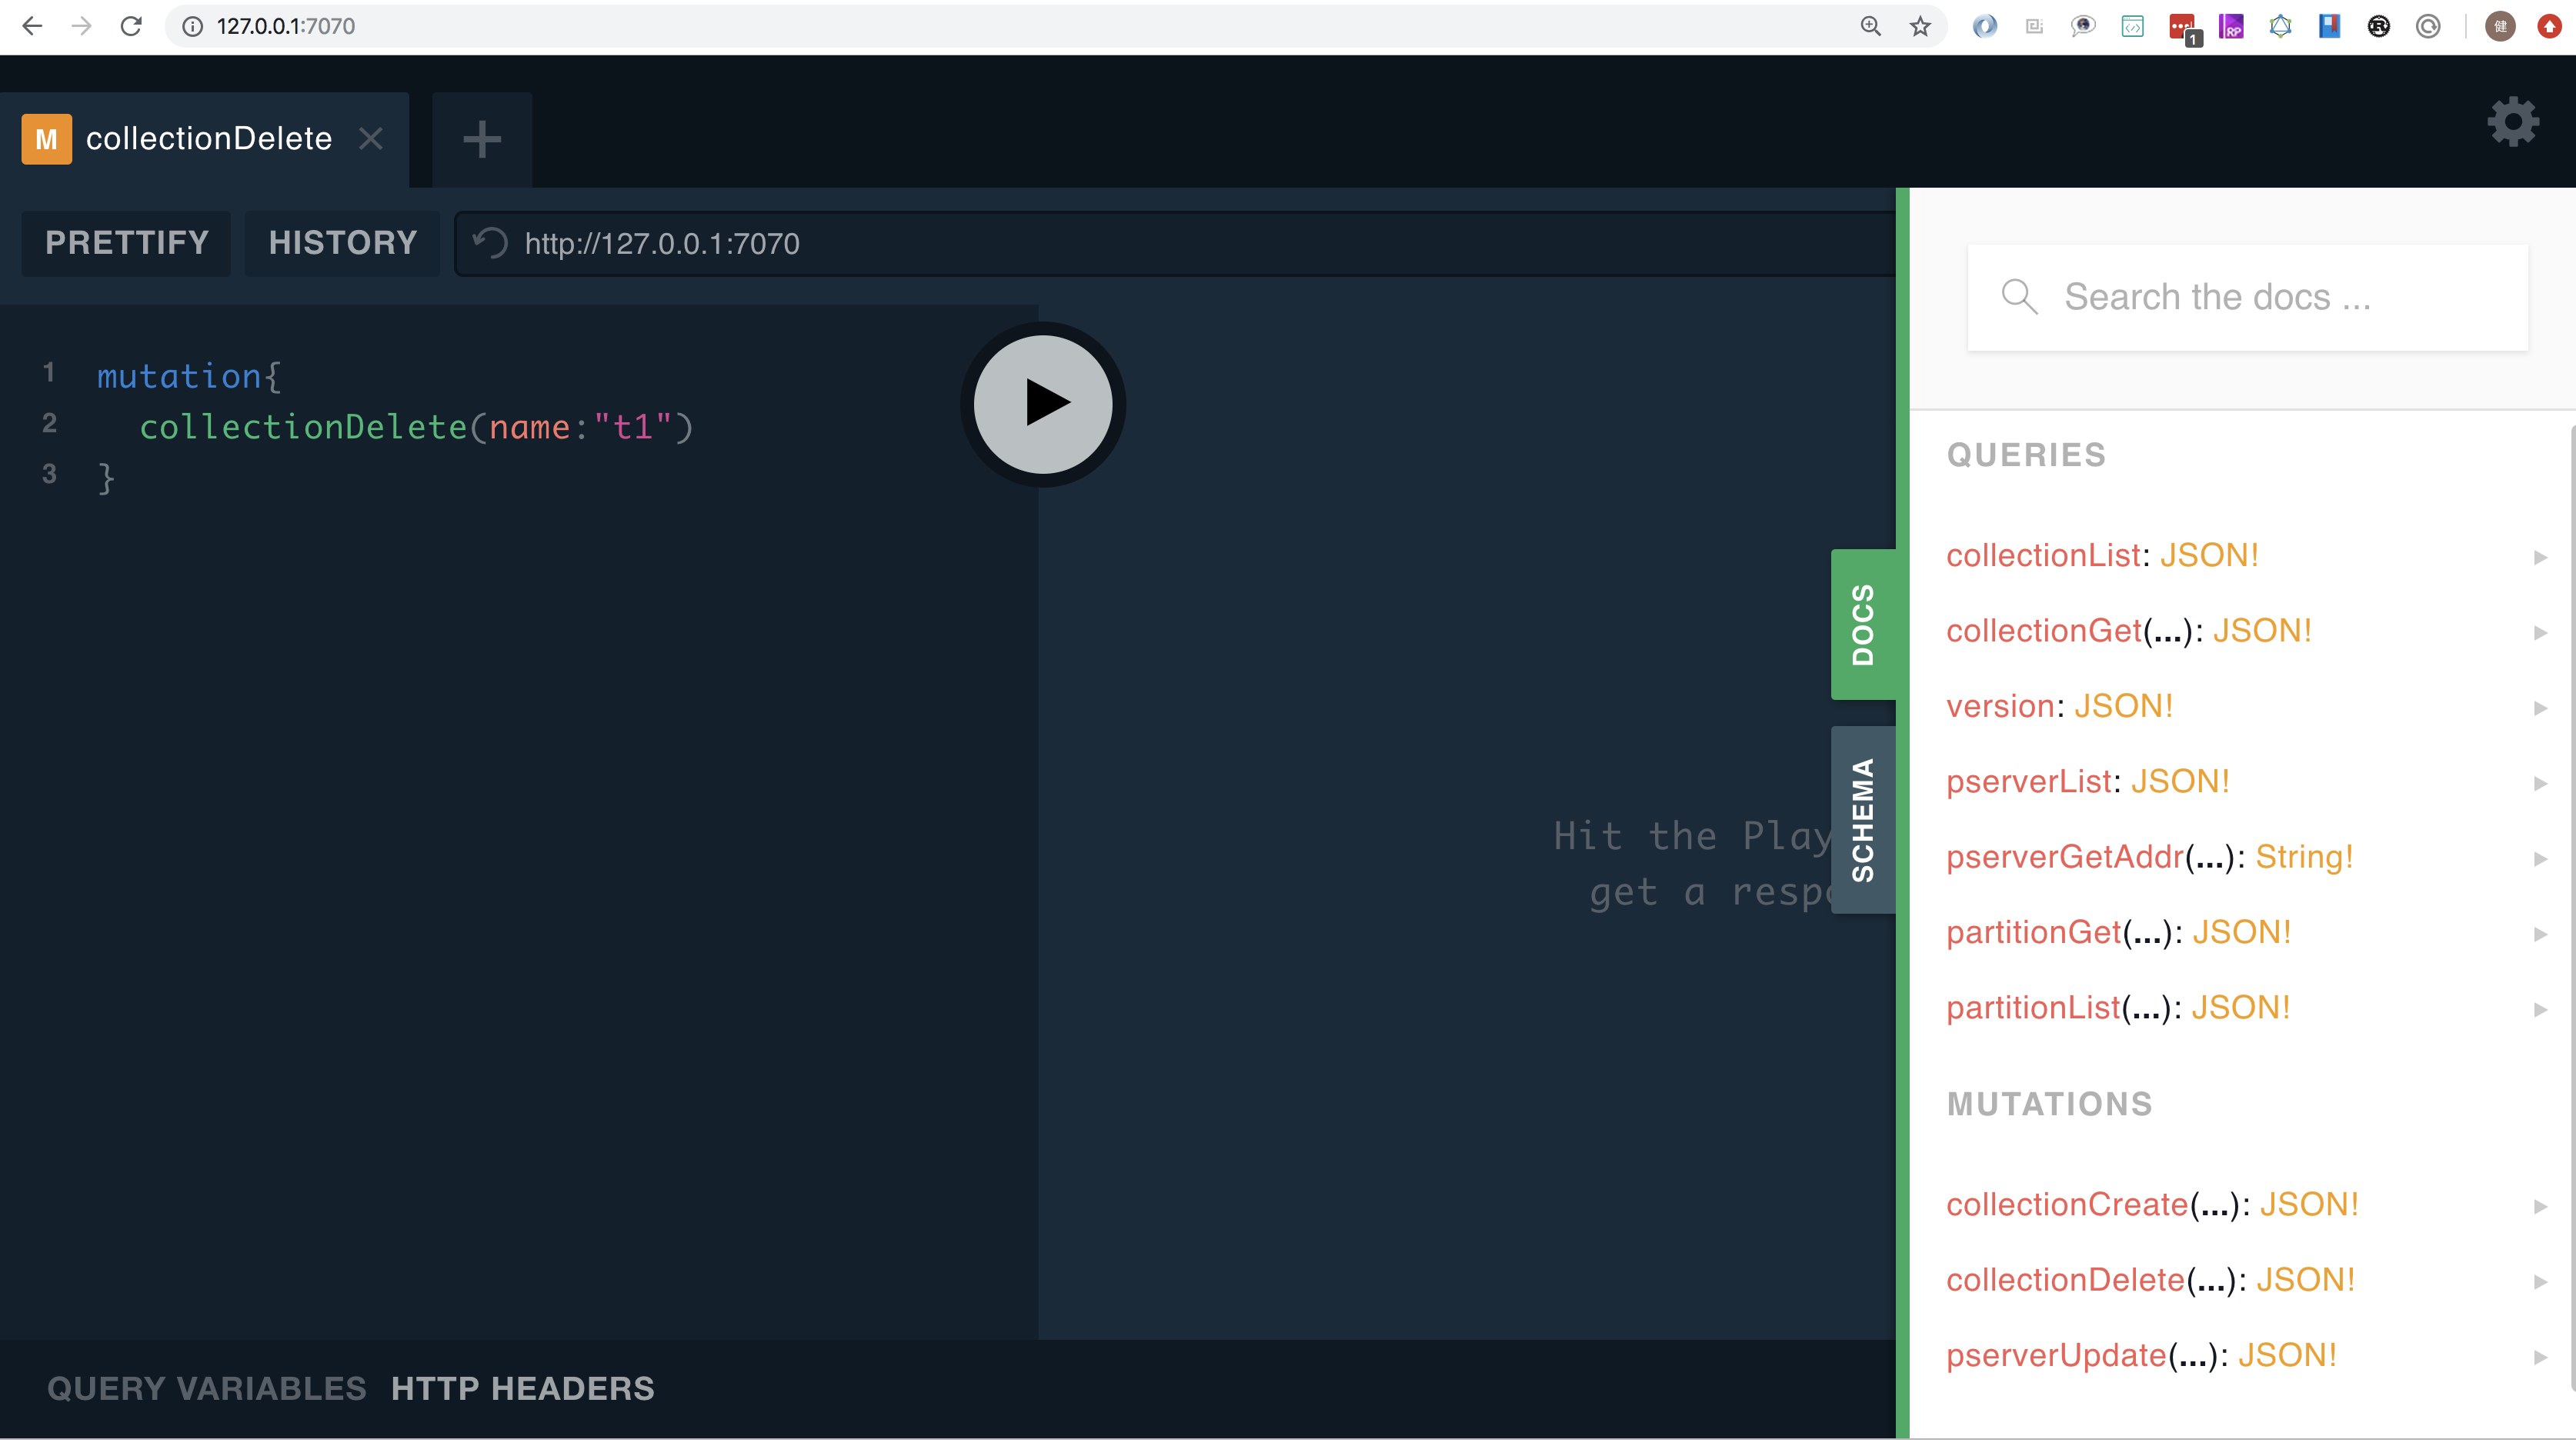 127.0.0.1:7070
1
RP
健
M collectionDelete
PRETTIFY HISTORY http://127.0.0.1:7070
1 mutation{
2 collectionDelete(name:"t1")
3 }
Hit the Play
get a respo
DOCS
SCHEMA
QUERY VARIABLES HTTP HEADERS
Search the docs ...
QUERIES
collectionList: JSON!
collectionGet(...): JSON!
version: JSON!
pserverList: JSON!
pserverGetAddr(...): String!
partitionGet(...): JSON!
partitionList(...): JSON!
MUTATIONS
collectionCreate(...): JSON!
collectionDelete(...): JSON!
pserverUpdate(...): JSON!